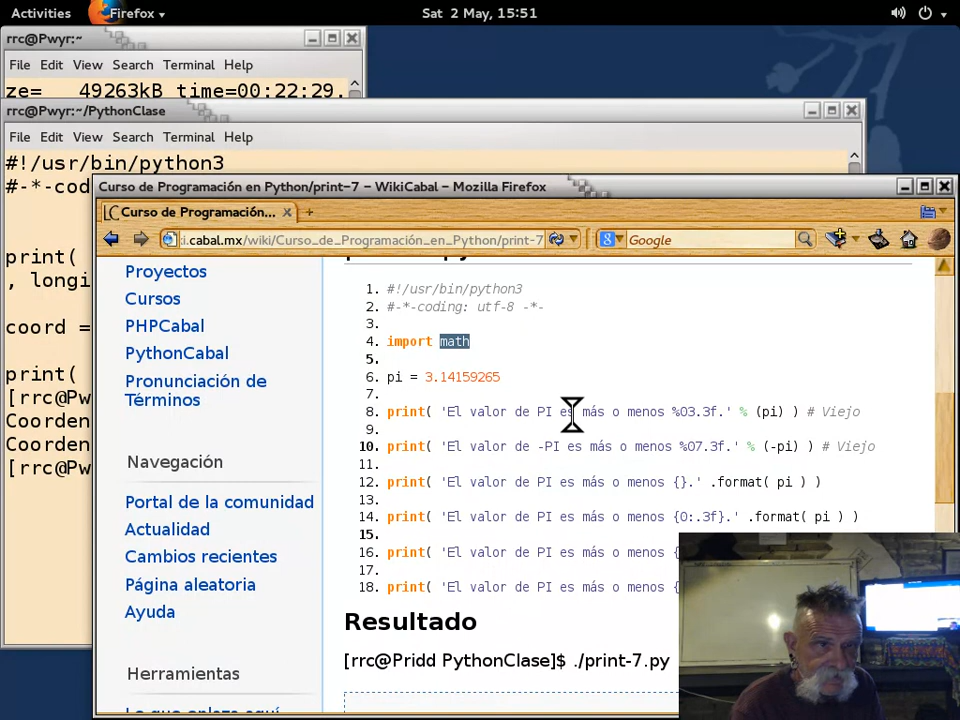 Activities Firefox Sat 2 May, 15:51
rrc@Pwyr:~
File Edit View Search Terminal Help
ze= 49263kB time=00:22:29.
rrc@Pwyr:~/PythonClase
File Edit View Search Terminal Help
#!/usr/bin/python3
#-*-cod
print(
, longi
coord =
print(
[rrc@Pw
Coorden
Coorden
[rrc@Pw
Curso de Programación en Python/print-7 – WikiCabal – Mozilla Firefox
Curso de Programación...
i.cabal.mx/wiki/Curso_de_Programación_en_Python/print-7
Google
Proyectos
Cursos
PHPCabal
PythonCabal
Pronunciación de
Términos
Navegación
Portal de la comunidad
Actualidad
Cambios recientes
Página aleatoria
Ayuda
Herramientas
1. #!/usr/bin/python3
2. #-*-coding: utf-8 -*-
3.
4. import math
5.
6. pi = 3.14159265
7.
8. print( 'El valor de PI es más o menos %03.3f.' % (pi) ) # Viejo
9.
10. print( 'El valor de -PI es más o menos %07.3f.' % (-pi) ) # Viejo
11.
12. print( 'El valor de PI es más o menos {}.' .format( pi ) )
13.
14. print( 'El valor de PI es más o menos {0:.3f}.' .format( pi ) )
15.
16. print( 'El valor de PI es más o menos {
17.
18. print( 'El valor de PI es más o menos {
Resultado
[rrc@Pridd PythonClase]$ ./print-7.py